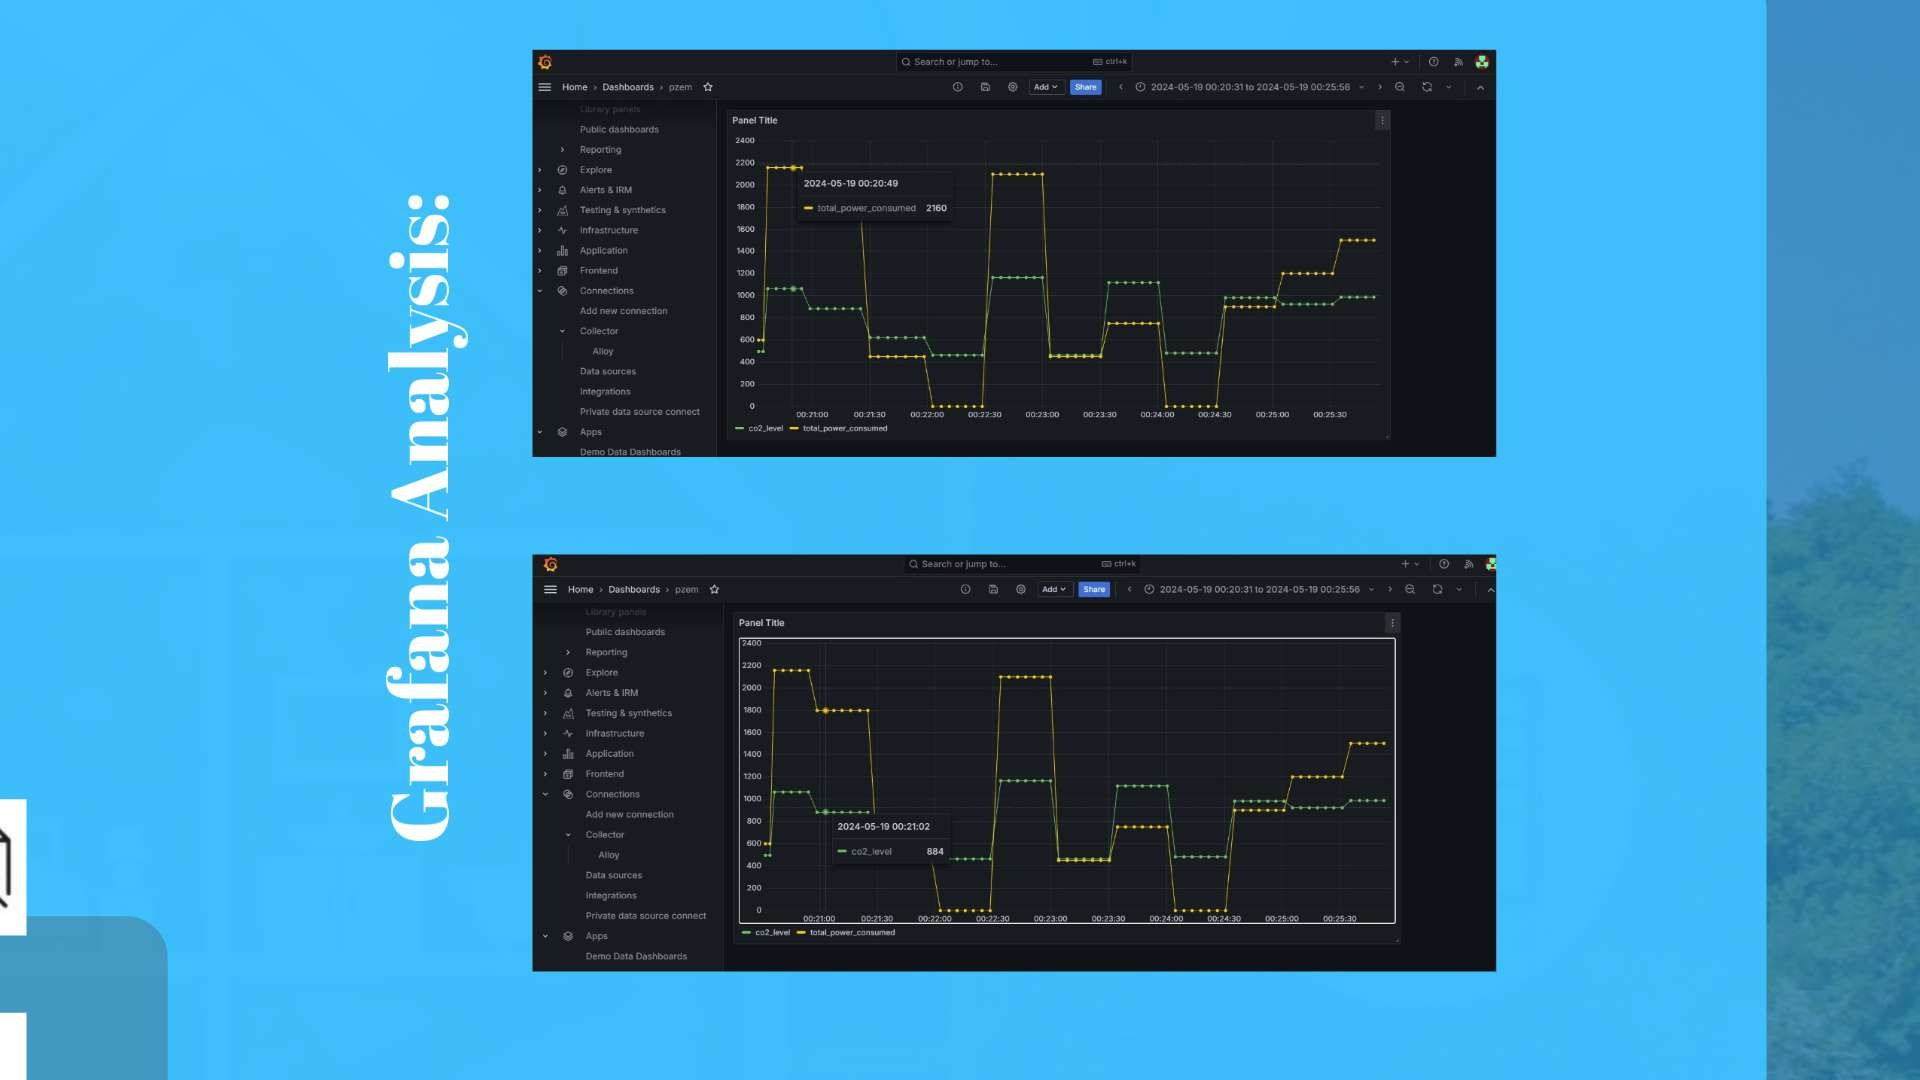 Grafana Analysis:
Search or jump to...
ctrl+k
Home › Dashboards › pzem
Add
Share
2024-05-19 00:20:31 to 2024-05-19 00:25:56
Library panels
Public dashboards
Reporting
Explore
Alerts & IRM
Testing & synthetics
Infrastructure
Application
Frontend
Connections
Add new connection
Collector
Alloy
Data sources
Integrations
Private data source connect
Apps
Demo Data Dashboards
Panel Title
2400
2200
2000
1800
1600
1400
1200
1000
800
600
400
200
0
2024-05-19 00:20:49
total_power_consumed 2160
00:21:00 00:21:30 00:22:00 00:22:30 00:23:00 00:23:30 00:24:00 00:24:30 00:25:00 00:25:30
co2_level total_power_consumed
Search or jump to...
ctrl+k
Home › Dashboards › pzem
Add
Share
2024-05-19 00:20:31 to 2024-05-19 00:25:56
Library panels
Public dashboards
Reporting
Explore
Alerts & IRM
Testing & synthetics
Infrastructure
Application
Frontend
Connections
Add new connection
Collector
Alloy
Data sources
Integrations
Private data source connect
Apps
Demo Data Dashboards
Panel Title
2400
2200
2000
1800
1600
1400
1200
1000
800
600
400
200
0
2024-05-19 00:21:02
co2_level 884
00:21:00 00:21:30 00:22:00 00:22:30 00:23:00 00:23:30 00:24:00 00:24:30 00:25:00 00:25:30
co2_level total_power_consumed